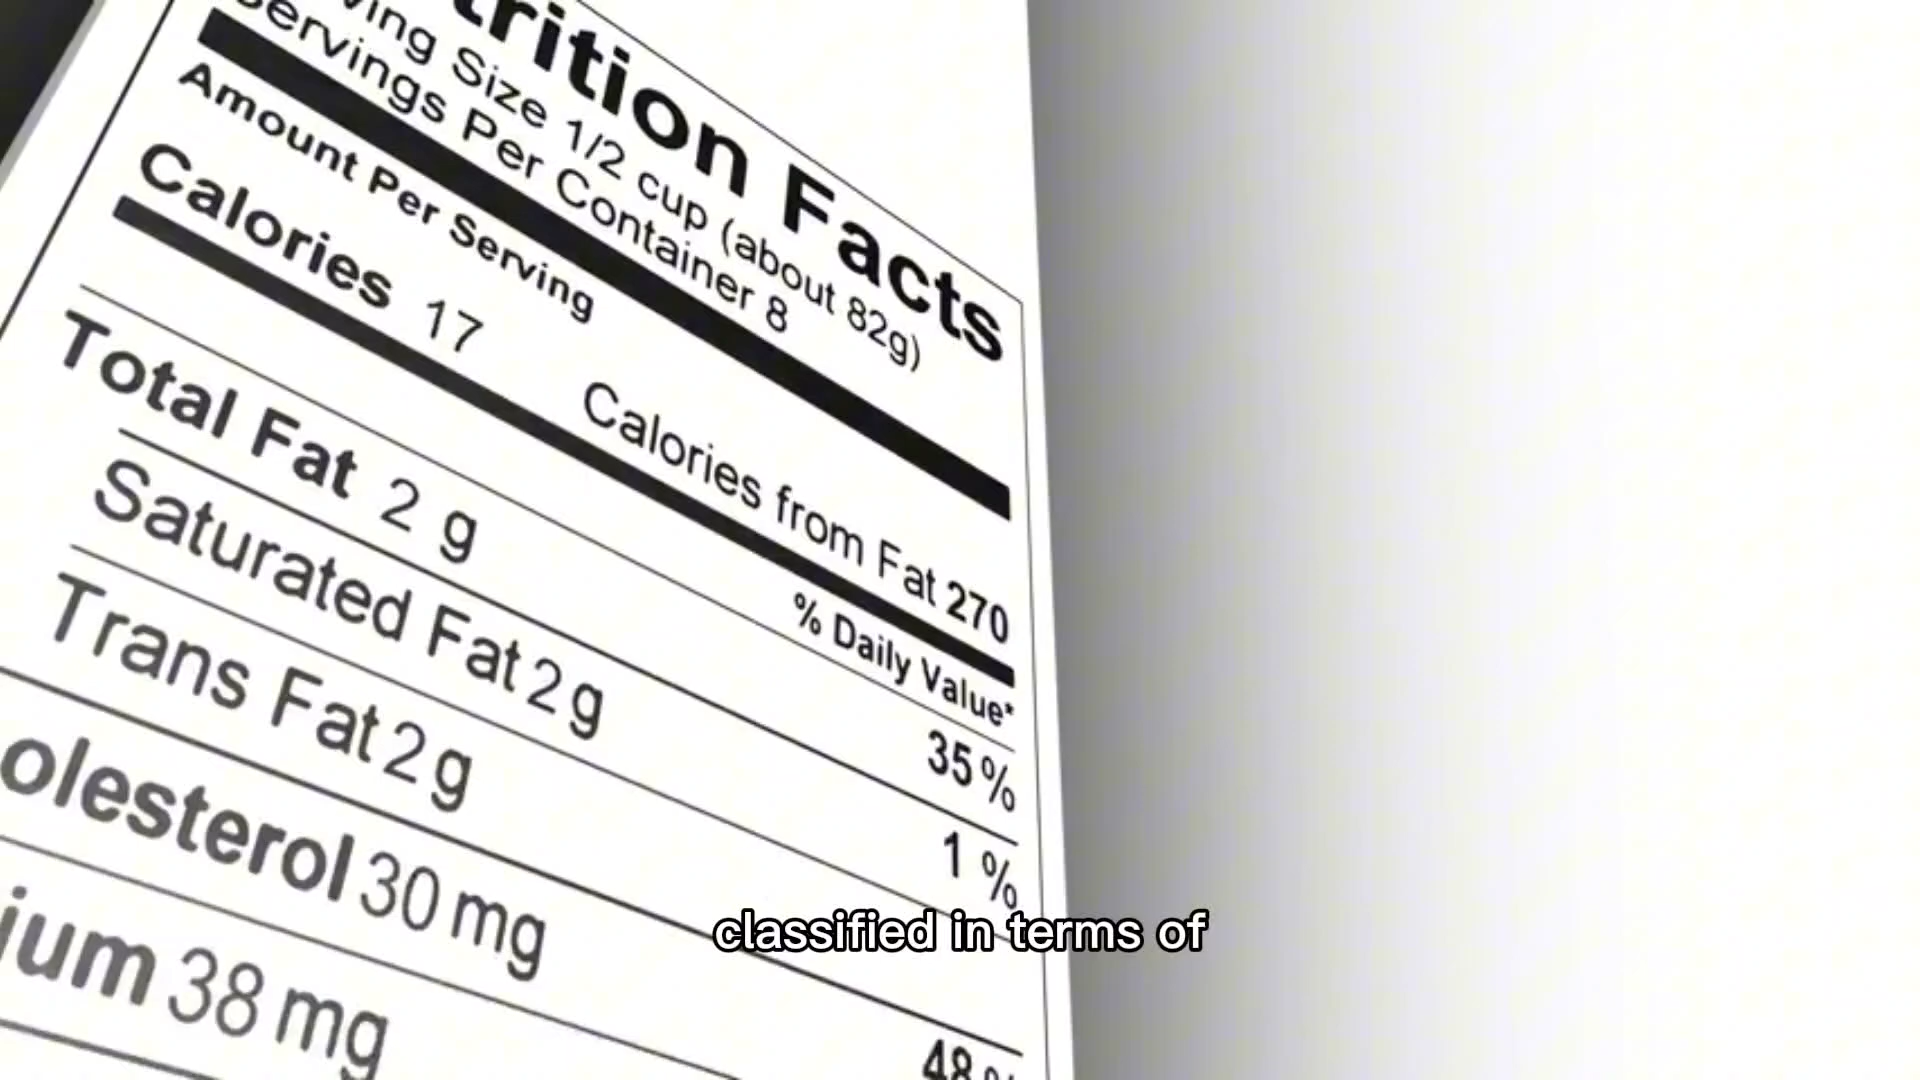 trition Facts
ving Size 1/2 cup (about 82g)
Servings Per Container 8
Amount Per Serving
Calories 17 Calories from Fat 270
% Daily Value*
Total Fat 2 g 35%
Saturated Fat 2 g 1 %
Trans Fat 2 g
olesterol 30 mg 48%
ium 38 mg
classified in terms of